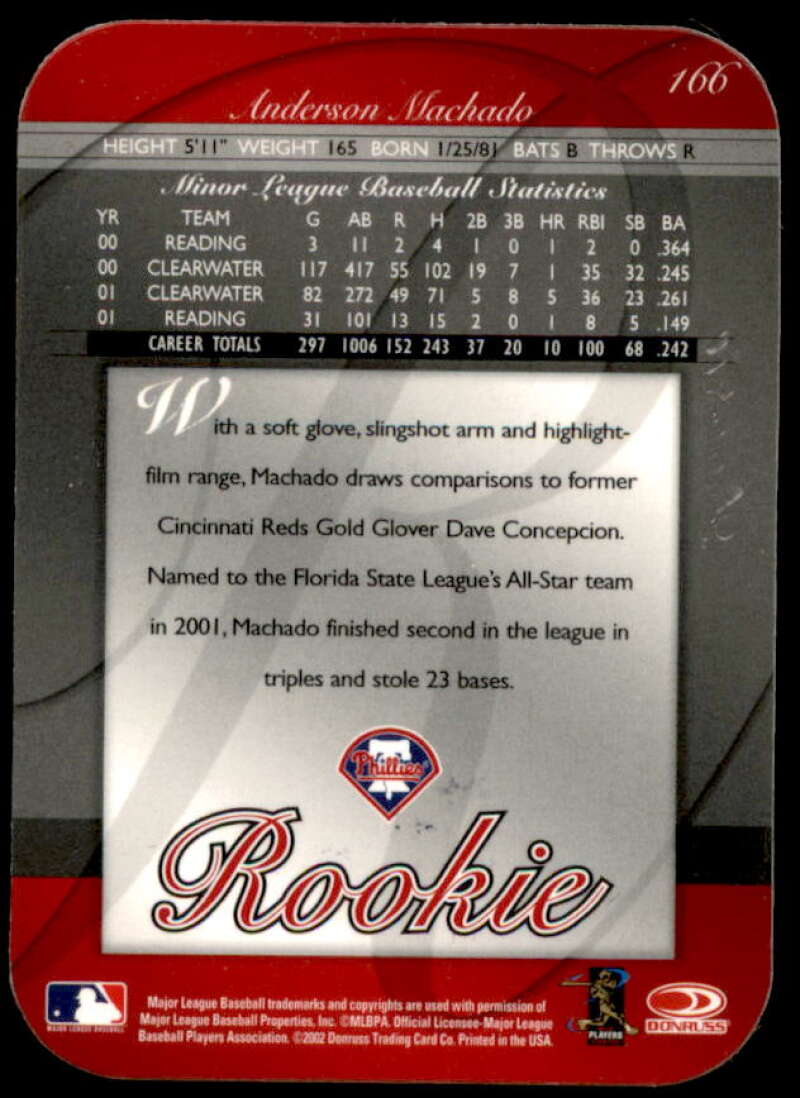 166
Anderson Machado
HEIGHT 5'11" WEIGHT 165 BORN 1/25/81 BATS B THROWS R
Minor League Baseball Statistics
YR TEAM G AB R H 2B 3B HR RBI SB BA
00 READING 3 11 2 4 1 0 1 2 0 .364
00 CLEARWATER 117 417 55 102 19 7 1 35 32 .245
01 CLEARWATER 82 272 49 71 5 8 5 36 23 .261
01 READING 31 101 13 15 2 0 1 8 5 .149
CAREER TOTALS 297 1006 152 243 37 20 10 100 68 .242
With a soft glove, slingshot arm and highlight-
film range, Machado draws comparisons to former
Cincinnati Reds Gold Glover Dave Concepcion.
Named to the Florida State League's All-Star team
in 2001, Machado finished second in the league in
triples and stole 23 bases.
Phillies
Rookie
MAJOR LEAGUE BASEBALL
Major League Baseball trademarks and copyrights are used with permission of
Major League Baseball Properties, Inc. ©MLBPA. Official Licensee-Major League
Baseball Players Association. ©2002 Donruss Trading Card Co. Printed in the USA.
PLAYERS
DONRUSS